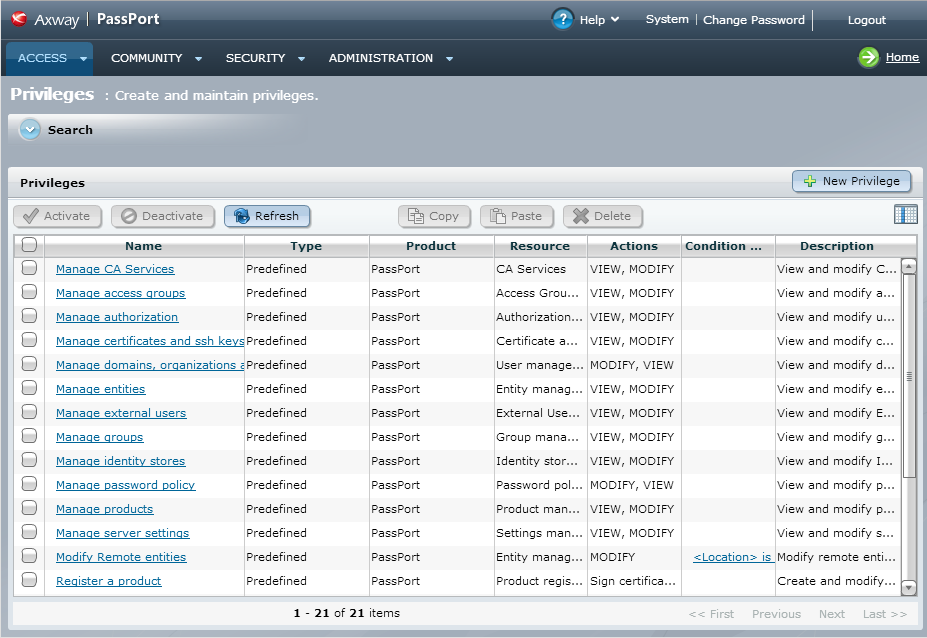 Axway | PassPort
? Help System Change Password Logout
ACCESS COMMUNITY SECURITY ADMINISTRATION Home
Privileges : Create and maintain privileges.
Search
Privileges New Privilege
Activate Deactivate Refresh Copy Paste Delete
Name Type Product Resource Actions Condition ... Description
Manage CA Services Predefined PassPort CA Services VIEW, MODIFY View and modify C...
Manage access groups Predefined PassPort Access Grou... VIEW, MODIFY View and modify a...
Manage authorization Predefined PassPort Authorization... VIEW, MODIFY View and modify u...
Manage certificates and ssh keys Predefined PassPort Certificate a... VIEW, MODIFY View and modify c...
Manage domains, organizations a Predefined PassPort User manage... MODIFY, VIEW View and modify d...
Manage entities Predefined PassPort Entity manag... VIEW, MODIFY View and modify e...
Manage external users Predefined PassPort External Use... VIEW, MODIFY View and modify E...
Manage groups Predefined PassPort Group mana... VIEW, MODIFY View and modify g...
Manage identity stores Predefined PassPort Identity stor... VIEW, MODIFY View and modify I...
Manage password policy Predefined PassPort Password pol... MODIFY, VIEW View and modify p...
Manage products Predefined PassPort Product man... VIEW, MODIFY View and modify p...
Manage server settings Predefined PassPort Settings man... VIEW, MODIFY View and modify s...
Modify Remote entities Predefined PassPort Entity manag... MODIFY <Location> is Modify remote enti...
Register a product Predefined PassPort Product regis... Sign certifica... Create and modify...
1 - 21 of 21 items << First Previous Next Last >>